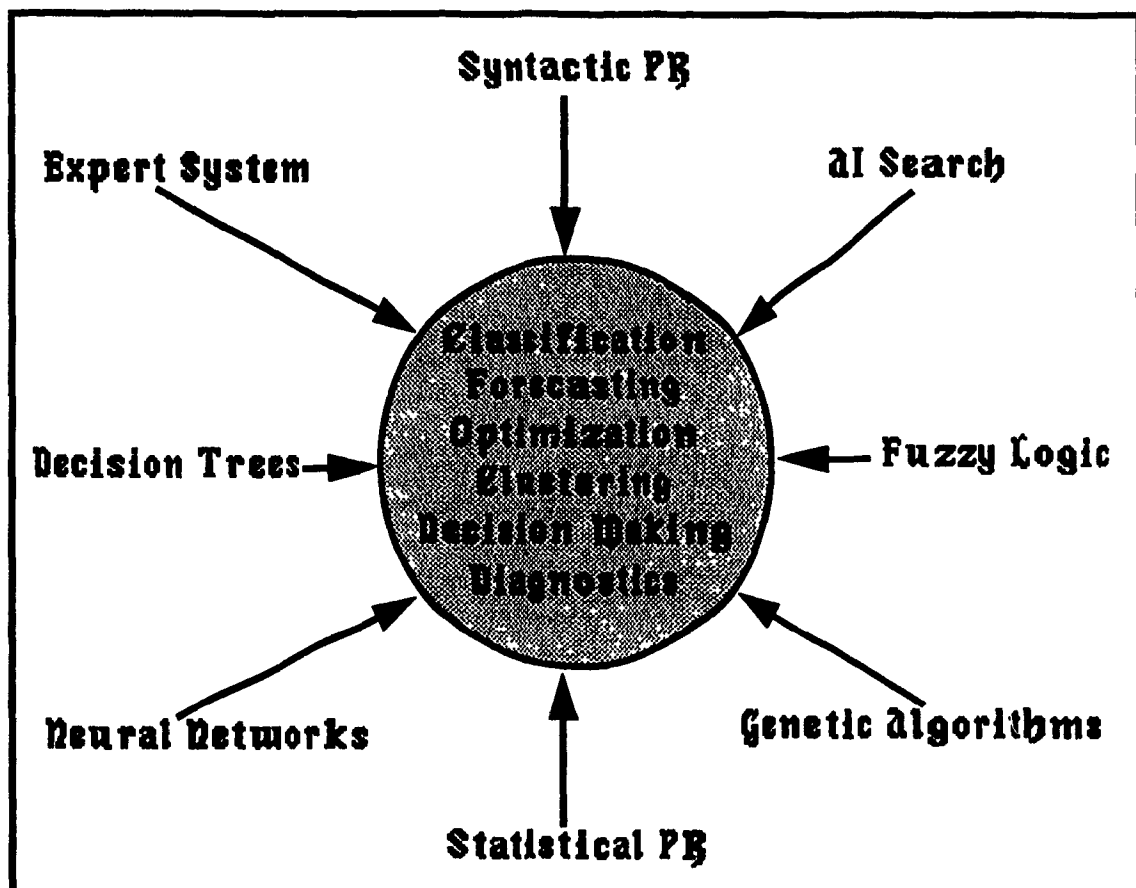 Syntactic PR
Expert System
AI Search
Classification
Forecasting
Optimization
Clustering
Decision Making
Diagnostics
Decision Trees
Fuzzy Logic
Neural Networks
Genetic Algorithms
Statistical PR